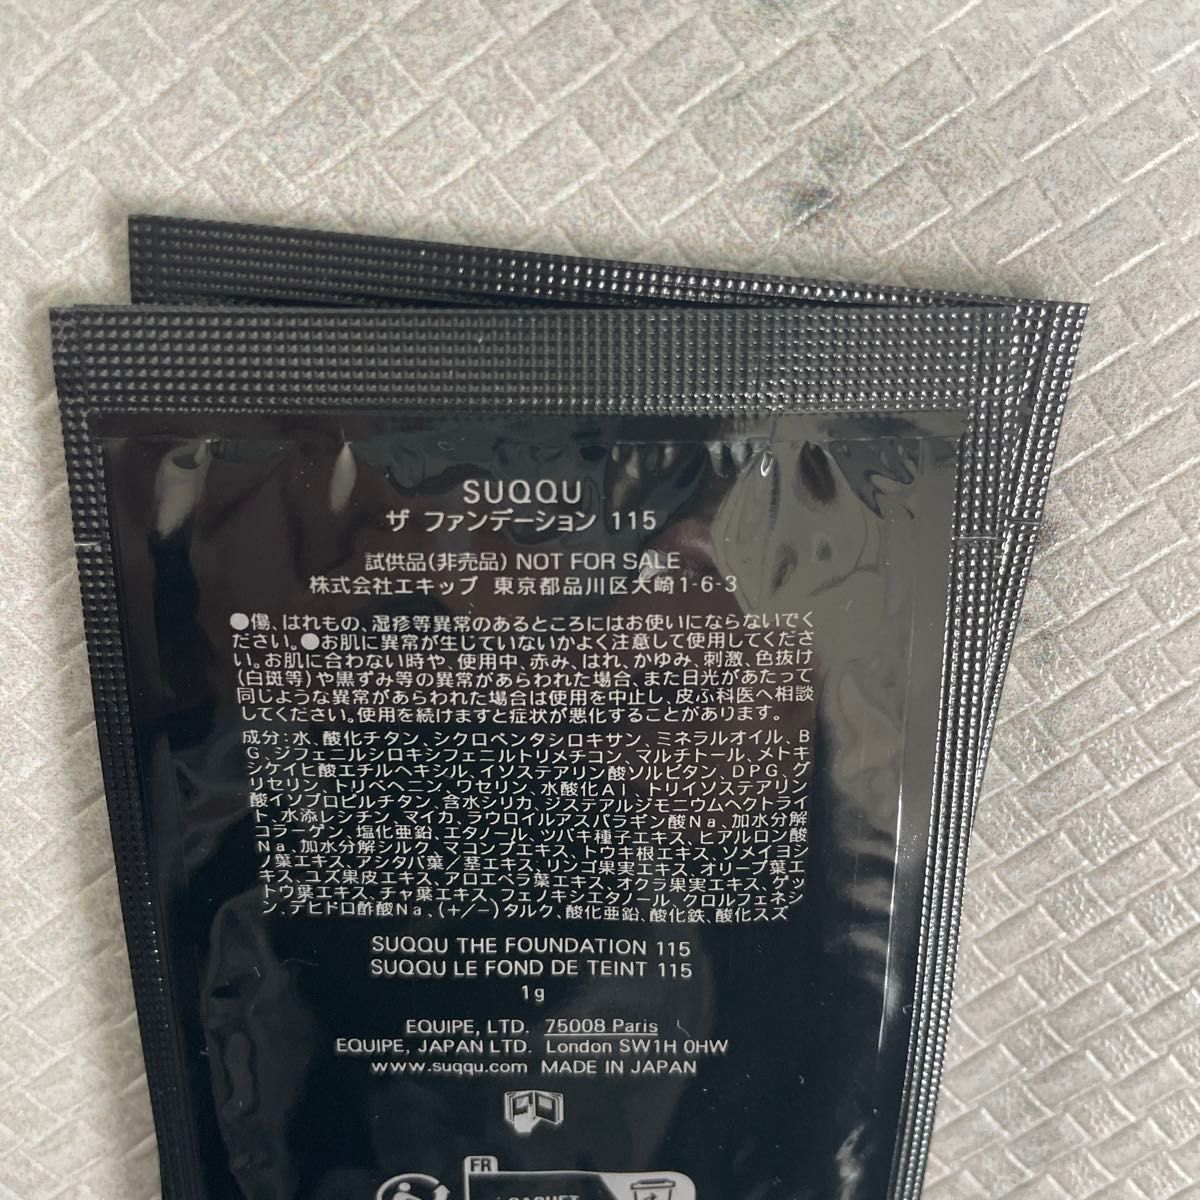 SUQQU
ザ ファンデーション 115
試供品(非売品) NOT FOR SALE
株式会社エキップ 東京都品川区大崎1-6-3
●傷、はれもの、湿疹等異常のあるところにはお使いにならないでく
ださい。●お肌に異常が生じていないかよく注意して使用してくださ
い。お肌に合わない時や、使用中、赤み、はれ、かゆみ、刺激、色抜け
(白斑等)や黒ずみ等の異常があらわれた場合、また日光があたって
同じような異常があらわれた場合は使用を中止し、皮ふ科医へ相談
してください。使用を続けますと症状が悪化することがあります。
成分:水、酸化チタン、シクロペンタシロキサン、ミネラルオイル、B
G、ジフェニルシロキシフェニルトリメチコン、マルチトール、メトキ
シケイヒ酸エチルヘキシル、イソステアリン酸ソルビタン、DPG、グ
リセリン、トリベヘニン、ワセリン、水酸化Al、トリイソステアリン
酸イソプロピルチタン、含水シリカ、ジステアルジモニウムヘクトライ
ト、水添レシチン、マイカ、ラウロイルアスパラギン酸Na、加水分解
コラーゲン、塩化亜鉛、エタノール、ツバキ種子エキス、ヒアルロン酸
Na、加水分解シルク、マコンブエキス、トウキ根エキス、ソメイヨシ
ノ葉エキス、アシタバ葉/茎エキス、リンゴ果実エキス、オリーブ葉エ
キス、ユズ果皮エキス、アロエベラ葉エキス、オクラ果実エキス、ゲッ
トウ葉エキス、チャ葉エキス、フェノキシエタノール、クロルフェネシ
ン、デヒドロ酢酸Na、(+/−)タルク、酸化亜鉛、酸化鉄、酸化スズ
SUQQU THE FOUNDATION 115
SUQQU LE FOND DE TEINT 115
1g
EQUIPE, LTD. 75008 Paris
EQUIPE, JAPAN LTD. London SW1H 0HW
www.suqqu.com MADE IN JAPAN
FR